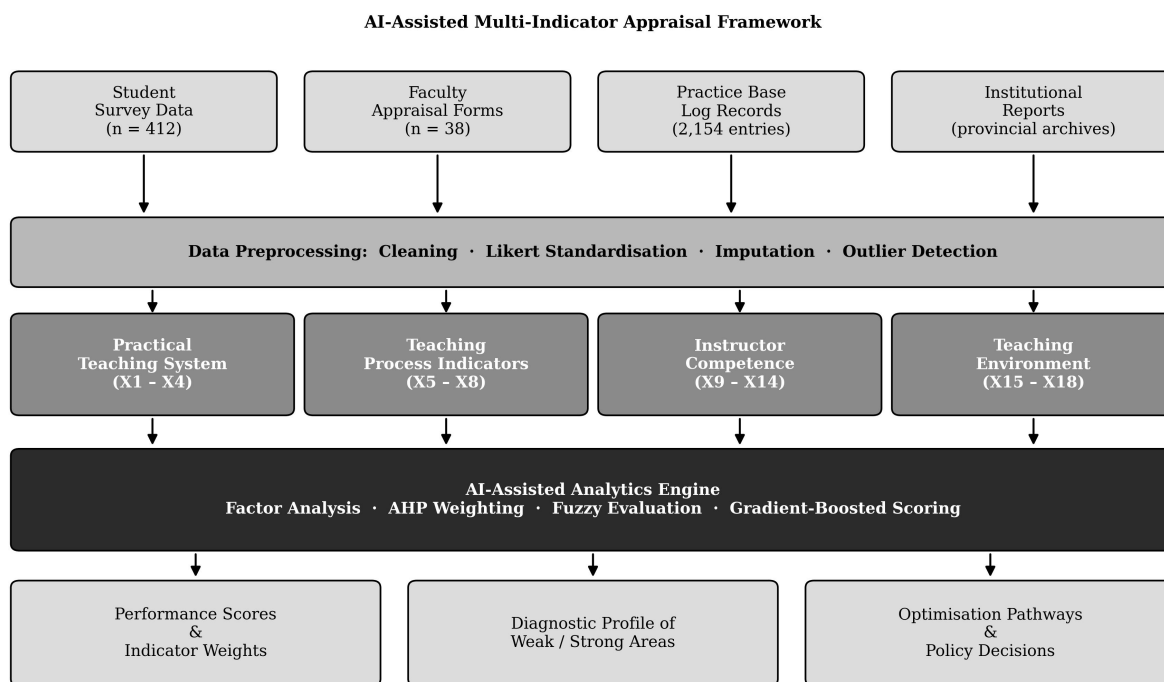 AI-Assisted Multi-Indicator Appraisal Framework
Student
Survey Data
(n = 412)
Faculty
Appraisal Forms
(n = 38)
Practice Base
Log Records
(2,154 entries)
Institutional
Reports
(provincial archives)
Data Preprocessing:  Cleaning  ·  Likert Standardisation  ·  Imputation  ·  Outlier Detection
Practical
Teaching System
(X1 – X4)
Teaching
Process Indicators
(X5 – X8)
Instructor
Competence
(X9 – X14)
Teaching
Environment
(X15 – X18)
AI-Assisted Analytics Engine
Factor Analysis  ·  AHP Weighting  ·  Fuzzy Evaluation  ·  Gradient-Boosted Scoring
Performance Scores
&
Indicator Weights
Diagnostic Profile of
Weak / Strong Areas
Optimisation Pathways
&
Policy Decisions